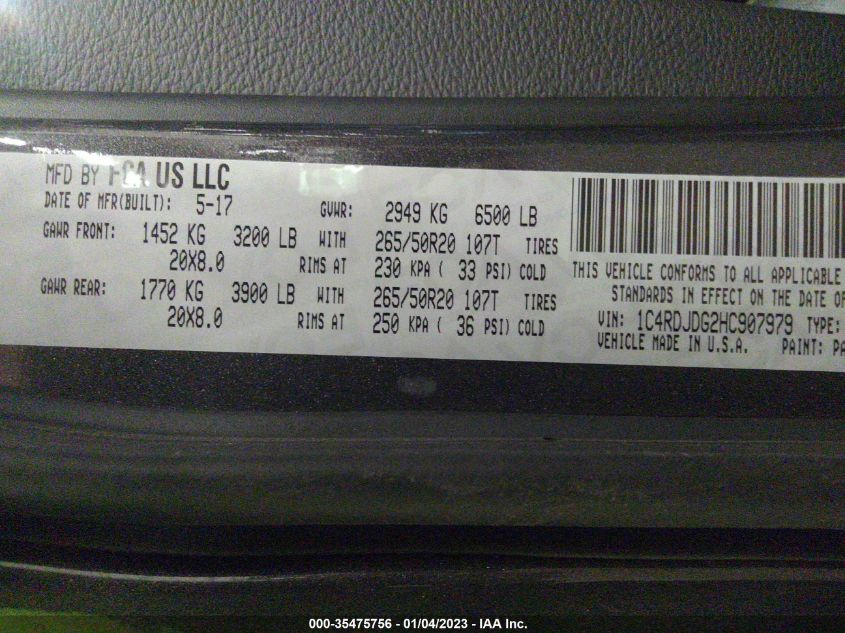 MFD BY FCA US LLC
DATE OF MFR(BUILT): 5-17 GVWR: 2949 KG 6500 LB
GAWR FRONT: 1452 KG 3200 LB WITH 265/50R20 107T TIRES
20X8.0 RIMS AT 230 KPA ( 33 PSI) COLD
GAWR REAR: 1770 KG 3900 LB WITH 265/50R20 107T TIRES
20X8.0 RIMS AT 250 KPA ( 36 PSI) COLD
THIS VEHICLE CONFORMS TO ALL APPLICABLE
STANDARDS IN EFFECT ON THE DATE OF
VIN: 1C4RDJDG2HC907979 TYPE:
VEHICLE MADE IN U.S.A. PAINT: PA
000-35475756 - 01/04/2023 - IAA Inc.